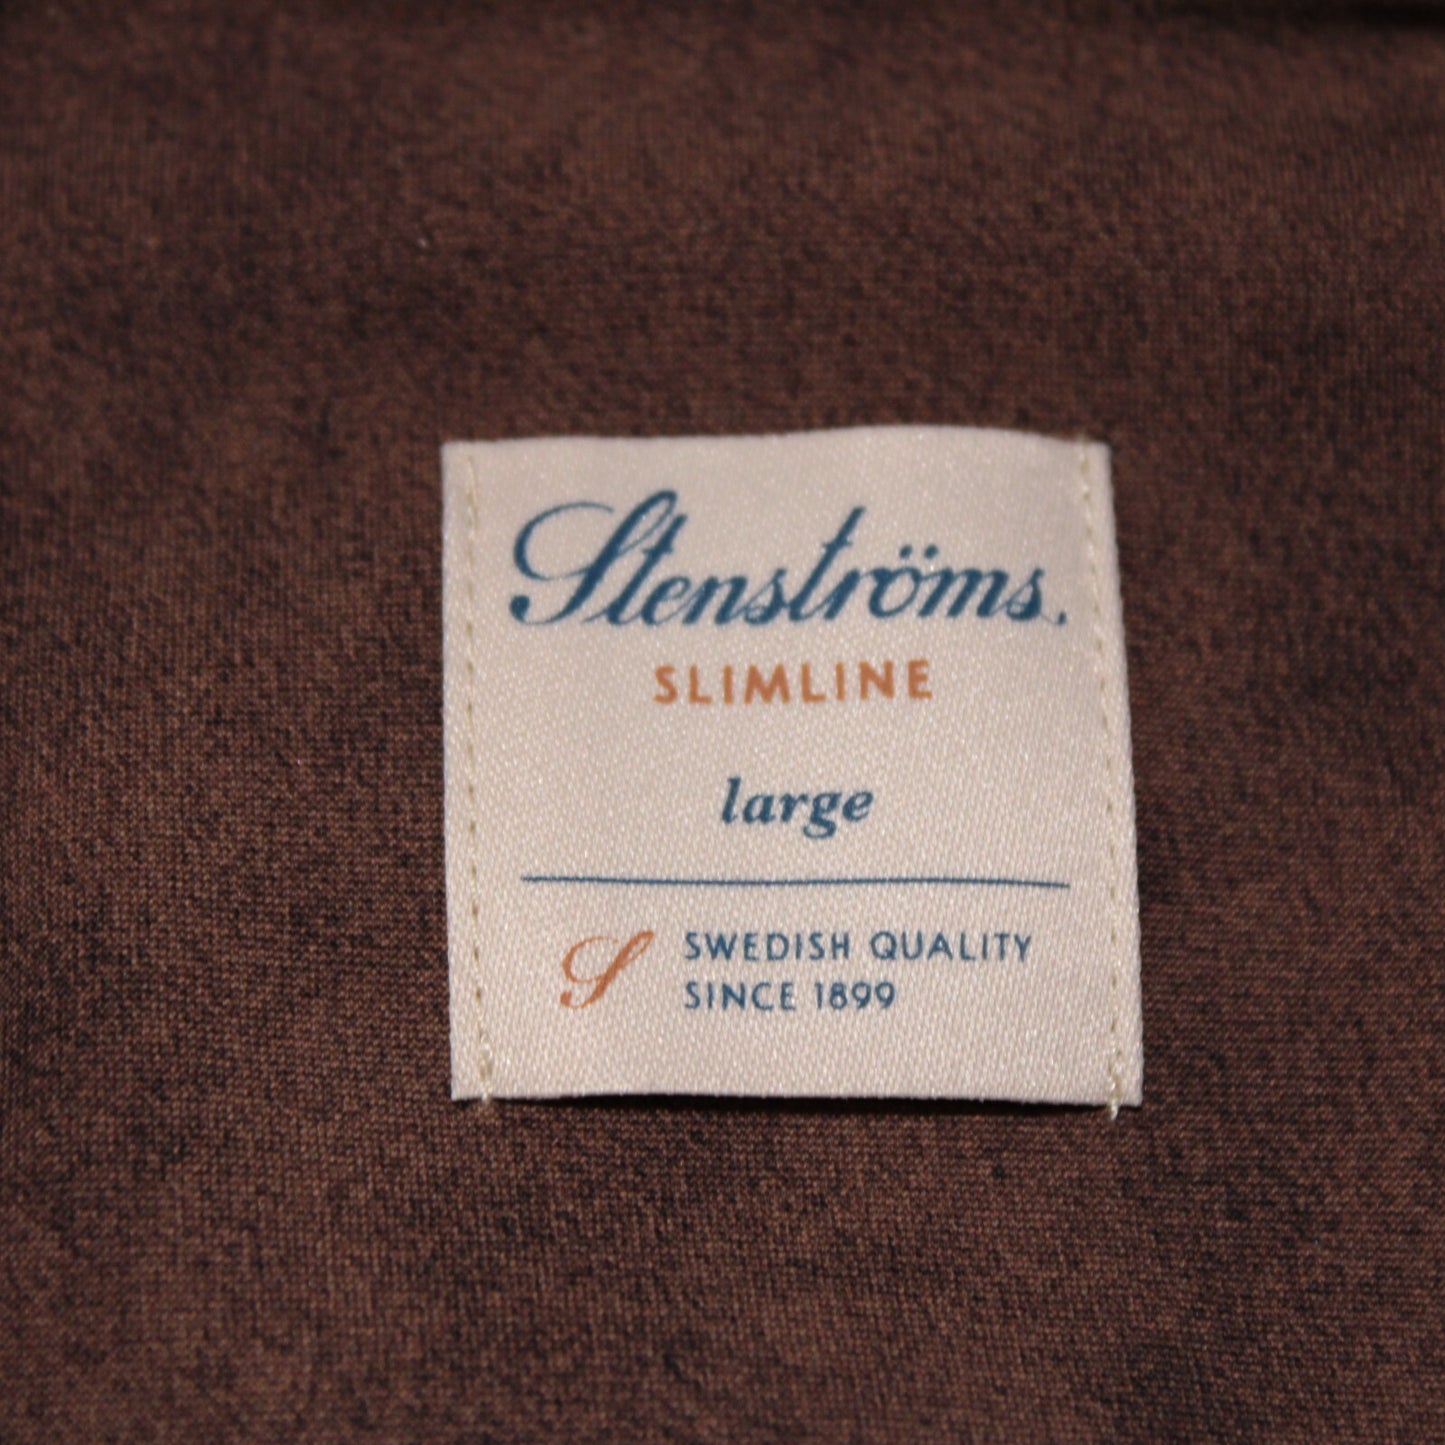 Stenströms.
SLIMLINE
large
S
SWEDISH QUALITY
SINCE 1899